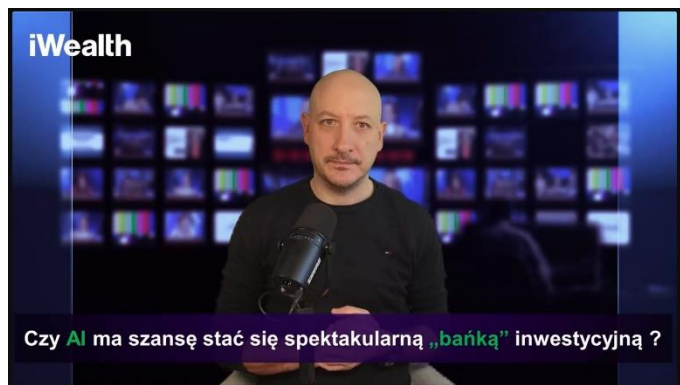 iWealth
Czy AI ma szansę stać się spektakularną „bańką” inwestycyjną ?